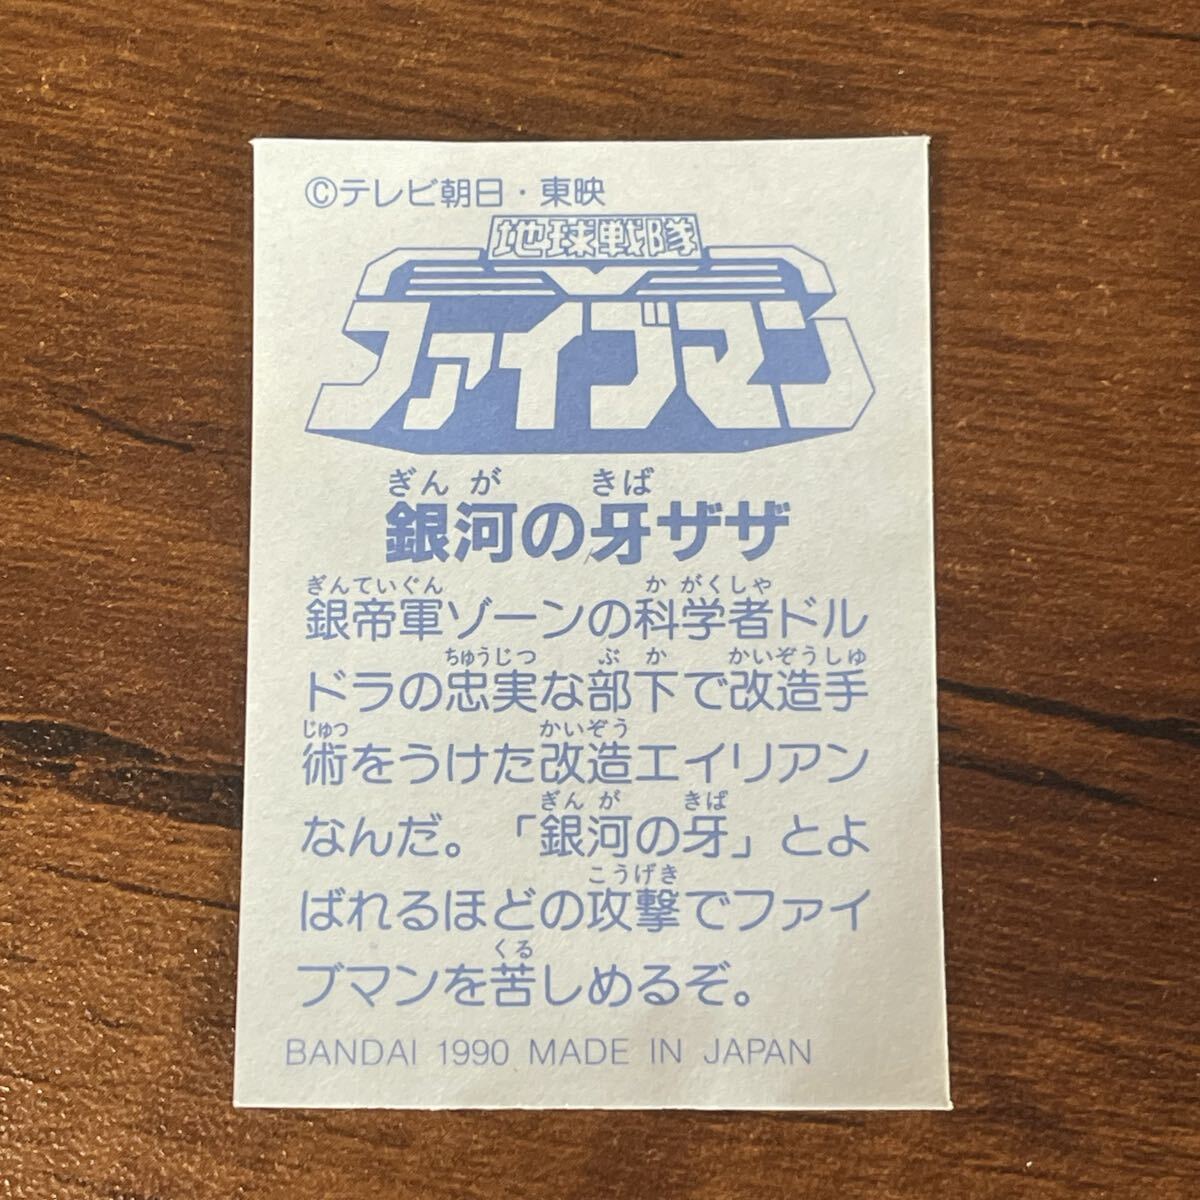 ©テレビ朝日・東映
地球戦隊
ファイブマン
ぎんが きば
銀河の牙ザザ
ぎんていぐん かがくしゃ
銀帝軍ゾーンの科学者ドル
ちゅうじつ ぶか かいぞうしゅ
ドラの忠実な部下で改造手
じゅつ かいぞう
術をうけた改造エイリアン
ぎんが きば
なんだ。「銀河の牙」とよ
こうげき
ばれるほどの攻撃でファイ
くる
ブマンを苦しめるぞ。
BANDAI 1990 MADE IN JAPAN